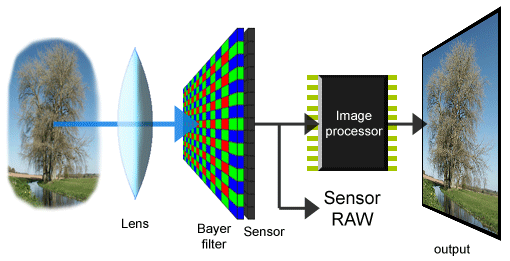 Lens
Bayer
filter
Sensor
Image
processor
Sensor
RAW
output